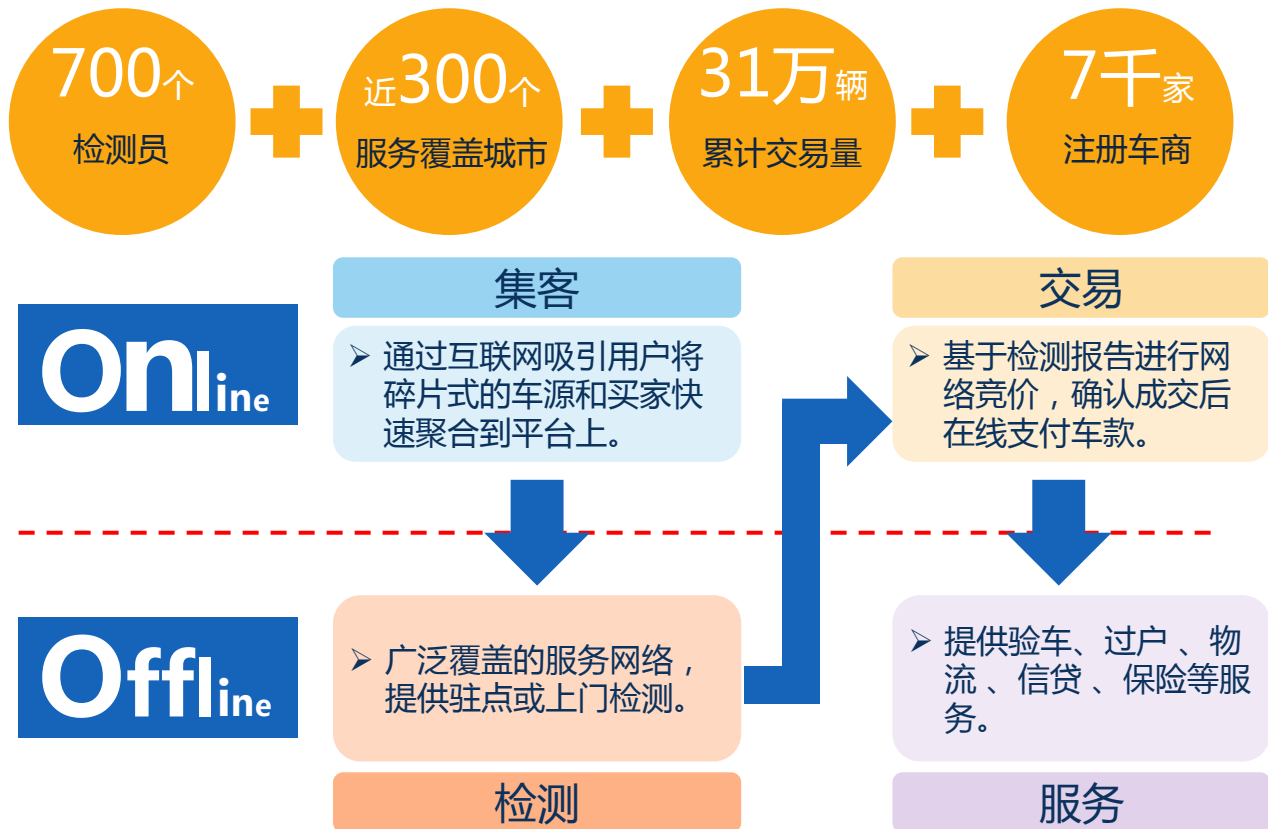 700个
检测员
近300个
服务覆盖城市
31万辆
累计交易量
7千家
注册车商
Online
集客
➢ 通过互联网吸引用户将
碎片式的车源和买家快
速聚合到平台上。
交易
➢ 基于检测报告进行网
络竞价，确认成交后
在线支付车款。
Offline
➢ 广泛覆盖的服务网络，
提供驻点或上门检测。
检测
➢ 提供验车、过户 、物
流 、信贷 、保险等服
务。
服务